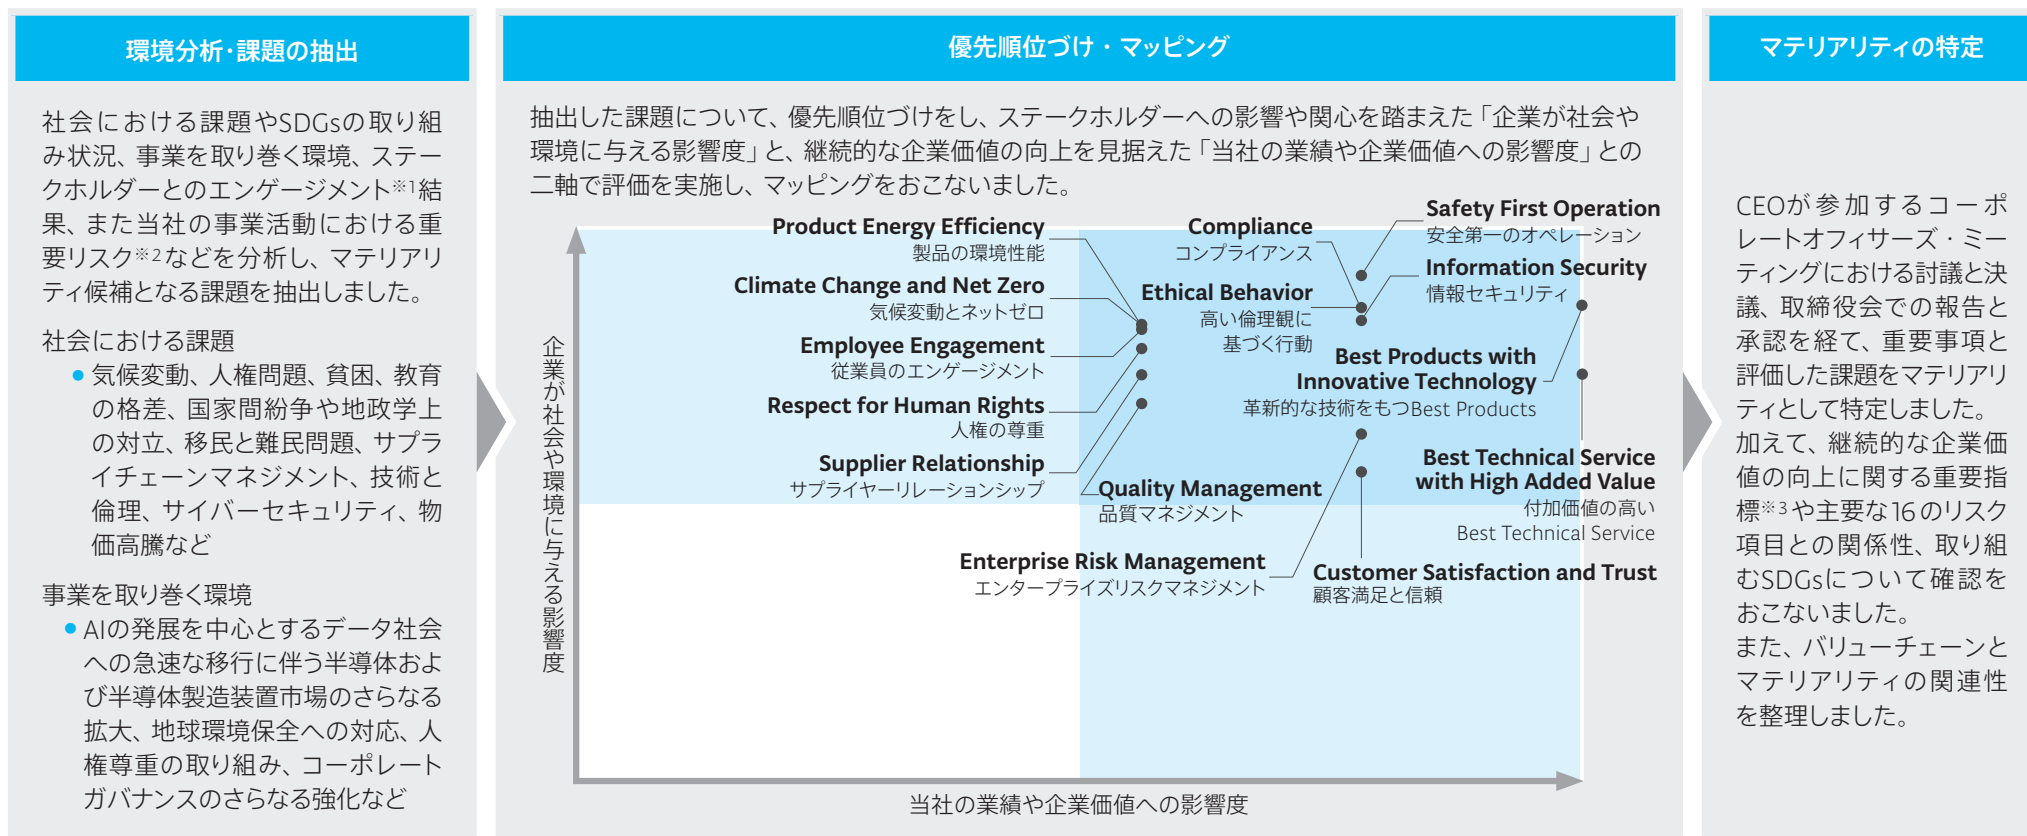 環境分析・課題の抽出
社会における課題やSDGsの取り組
み状況、事業を取り巻く環境、ステー
クホルダーとのエンゲージメント※1結
果、また当社の事業活動における重
要リスク※2などを分析し、マテリアリ
ティ候補となる課題を抽出しました。
社会における課題
● 気候変動、人権問題、貧困、教育
の格差、国家間紛争や地政学上
の対立、移民と難民問題、サプラ
イチェーンマネジメント、技術と
倫理、サイバーセキュリティ、物
価高騰など
事業を取り巻く環境
● AIの発展を中心とするデータ社会
への急速な移行に伴う半導体およ
び半導体製造装置市場のさらなる
拡大、地球環境保全への対応、人
権尊重の取り組み、コーポレート
ガバナンスのさらなる強化など
優先順位づけ・マッピング
抽出した課題について、優先順位づけをし、ステークホルダーへの影響や関心を踏まえた「企業が社会や
環境に与える影響度」と、継続的な企業価値の向上を見据えた「当社の業績や企業価値への影響度」との
二軸で評価を実施し、マッピングをおこないました。
企業が社会や環境に与える影響度
Product Energy Efficiency
製品の環境性能
Climate Change and Net Zero
気候変動とネットゼロ
Employee Engagement
従業員のエンゲージメント
Respect for Human Rights
人権の尊重
Supplier Relationship
サプライヤーリレーションシップ
Quality Management
品質マネジメント
Compliance
コンプライアンス
Ethical Behavior
高い倫理観に
基づく行動
Safety First Operation
安全第一のオペレーション
Information Security
情報セキュリティ
Best Products with
Innovative Technology
革新的な技術をもつBest Products
Best Technical Service
with High Added Value
付加価値の高い
Best Technical Service
Enterprise Risk Management
エンタープライズリスクマネジメント
Customer Satisfaction and Trust
顧客満足と信頼
当社の業績や企業価値への影響度
マテリアリティの特定
CEOが参加するコーポ
レートオフィサーズ・ミー
ティングにおける討議と決
議、取締役会での報告と
承認を経て、重要事項と
評価した課題をマテリアリ
ティとして特定しました。
加えて、継続的な企業価
値の向上に関する重要指
標※3や主要な16のリスク
項目との関係性、取り組
むSDGsについて確認を
おこないました。
また、バリューチェーンと
マテリアリティの関連性
を整理しました。